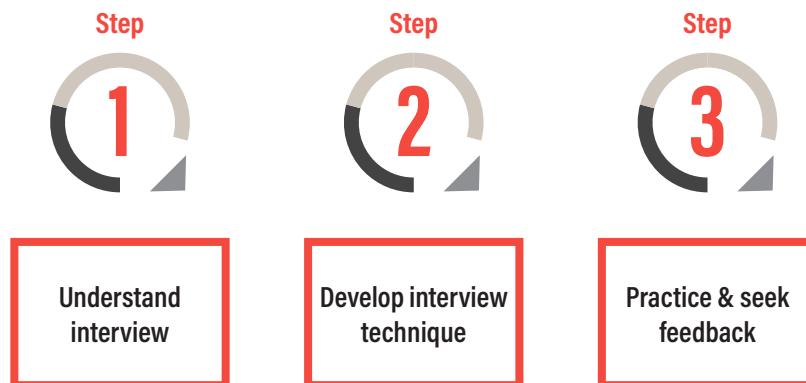 Step
1
Understand
interview
Step
2
Develop interview
technique
Step
3
Practice & seek
feedback